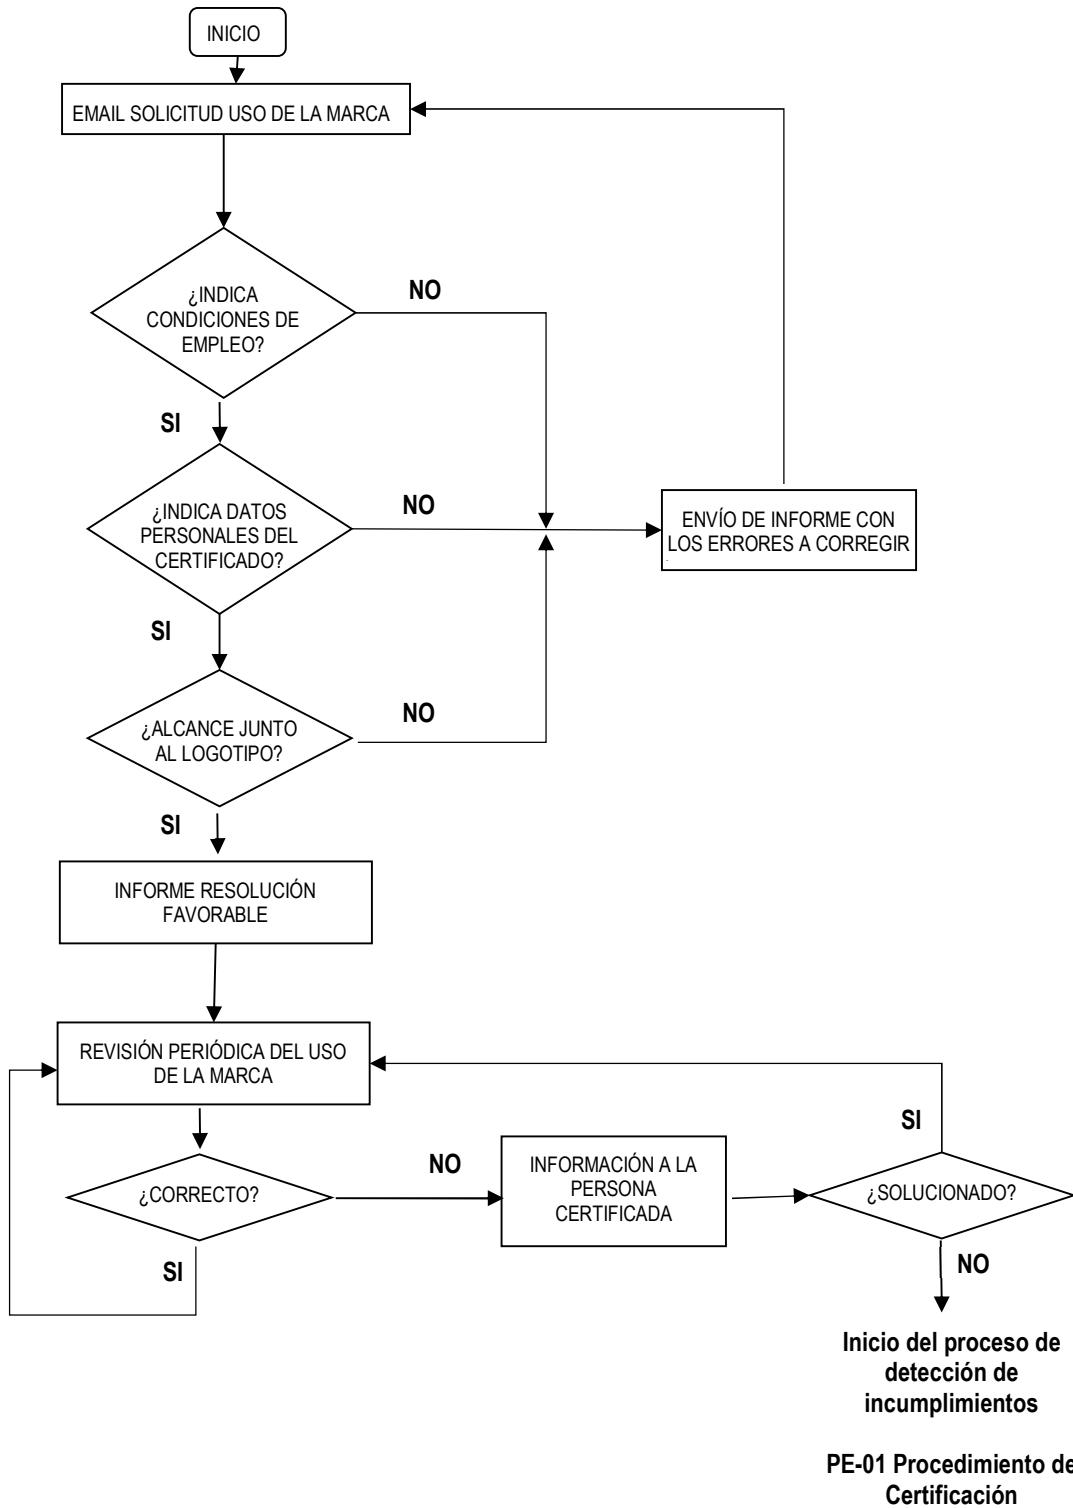 INICIO
EMAIL SOLICITUD USO DE LA MARCA
¿INDICA
CONDICIONES DE
EMPLEO?
NO
SI
¿INDICA DATOS
PERSONALES DEL
CERTIFICADO?
NO
ENVÍO DE INFORME CON
LOS ERRORES A CORREGIR
SI
¿ALCANCE JUNTO
AL LOGOTIPO?
NO
SI
INFORME RESOLUCIÓN
FAVORABLE
REVISIÓN PERIÓDICA DEL USO
DE LA MARCA
¿CORRECTO?
NO
SI
INFORMACIÓN A LA
PERSONA
CERTIFICADA
¿SOLUCIONADO?
SI
NO
Inicio del proceso de
detección de
incumplimientos
PE-01 Procedimiento de
Certificación